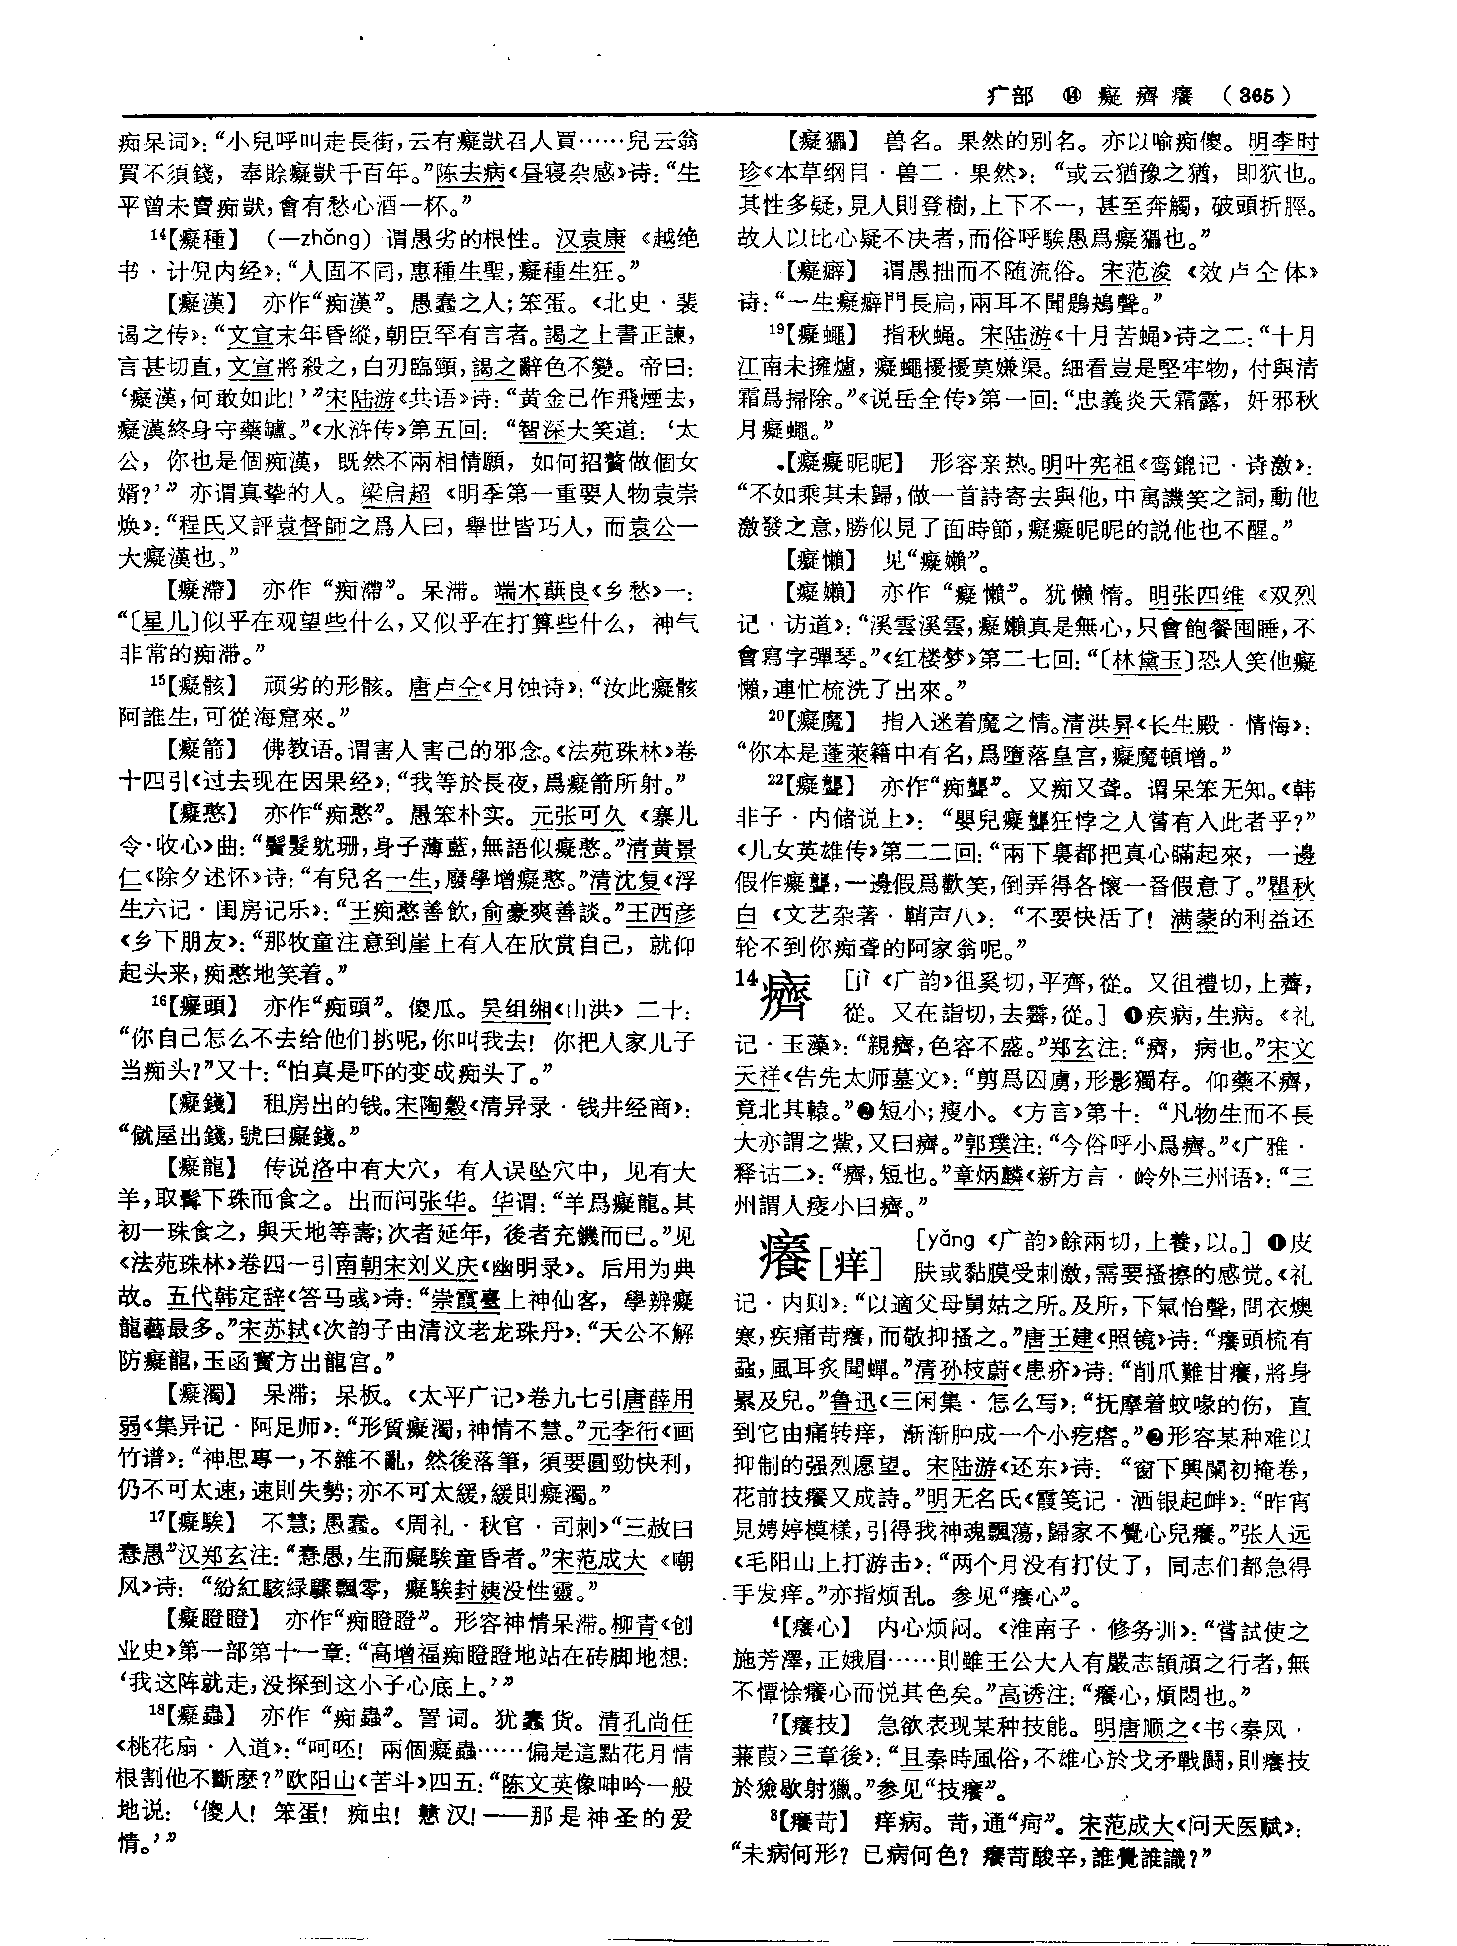 疒部 ⑭ 癡癠癢 （365）
痴呆词》：“小兒呼叫走長街，云有癡獃召人買……兒云翁
買不須錢，奉賒癡獃千百年。”陈去病《昼寝杂感》诗：“生
平曾未賣痴獃，會有愁心酒一杯。”
14【癡種】 （—zhǒng）谓愚劣的根性。汉袁康《越绝
书·计倪内经》：“人固不同，惠種生聖，癡種生狂。”
【癡漢】 亦作“痴漢”。愚蠢之人；笨蛋。《北史·裴
谒之传》：“文宣末年昏縱，朝臣罕有言者。謁之上書正諫，
言甚切直，文宣將殺之，白刃臨頸，謁之辭色不變。帝曰：
‘癡漢，何敢如此！’”宋陆游《共语》诗：“黄金已作飛煙去，
癡漢終身守藥罏。”《水浒传》第五回：“智深大笑道：‘太
公，你也是個痴漢，既然不兩相情願，如何招贅做個女
婿？’”亦谓真挚的人。梁启超《明季第一重要人物袁崇
焕》：“程氏又評袁督師之爲人曰，舉世皆巧人，而袁公一
大癡漢也。”
【癡滯】 亦作“痴滯”。呆滞。端木蕻良《乡愁》一：
“〔星儿〕似乎在观望些什么，又似乎在打算些什么，神气
非常的痴滞。”
15【癡骸】 顽劣的形骸。唐卢仝《月蚀诗》：“汝此癡骸
阿誰生，可從海窟來。”
【癡箭】 佛教语。谓害人害己的邪念。《法苑珠林》卷
十四引《过去现在因果经》：“我等於長夜，爲癡箭所射。”
【癡憨】 亦作“痴憨”。愚笨朴实。元张可久《寨儿
令·收心》曲：“鬢髮躭珊，身子薄藍，無語似癡憨。”清黄景
仁《除夕述怀》诗：“有兒名一生，廢學增癡憨。”清沈复《浮
生六记·闺房记乐》：“王痴憨善飲，俞豪爽善談。”王西彦
《乡下朋友》：“那牧童注意到崖上有人在欣赏自己，就仰
起头来，痴憨地笑着。”
16【癡頭】 亦作“痴頭”。傻瓜。吴组缃《山洪》二十：
“你自己怎么不去给他们挑呢，你叫我去！你把人家儿子
当痴头？”又十：“怕真是吓的变成痴头了。”
【癡錢】 租房出的钱。宋陶穀《清异录·钱井经商》：
“僦屋出錢，號曰癡錢。”
【癡龍】 传说洛中有大穴，有人误坠穴中，见有大
羊，取髯下珠而食之。出而问张华。华谓：“羊爲癡龍。其
初一珠食之，與天地等壽；次者延年，後者充饑而已。”见
《法苑珠林》卷四一引南朝宋刘义庆《幽明录》。后用为典
故。五代韩定辞《答马彧》诗：“崇霞臺上神仙客，學辨癡
龍藝最多。”宋苏轼《次韵子由清汶老龙珠丹》：“天公不解
防癡龍，玉函寳方出龍宫。”
【癡濁】 呆滞；呆板。《太平广记》卷九七引唐薛用
弱《集异记·阿足师》：“形質癡濁，神情不慧。”元李衎《画
竹谱》：“神思專一，不雜不亂，然後落筆，須要圓勁快利，
仍不可太速，速則失勢；亦不可太緩，緩則癡濁。”
17【癡騃】 不慧；愚蠢。《周礼·秋官·司刺》“三赦曰
惷愚”汉郑玄注：“惷愚，生而癡騃童昏者。”宋范成大《嘲
风》诗：“紛紅駭緑驟飄零，癡騃封姨没性靈。”
【癡瞪瞪】 亦作“痴瞪瞪”。形容神情呆滞。柳青《创
业史》第一部第十一章：“高增福痴瞪瞪地站在砖脚地想：
‘我这阵就走，没探到这小子心底上。’”
18【癡蟲】 亦作“痴蟲”。詈词。犹蠢货。清孔尚任
《桃花扇·入道》：“呵呸！兩個癡蟲……偏是這點花月情
根割他不斷麽？”欧阳山《苦斗》四五：“陈文英像呻吟一般
地说：‘傻人！笨蛋！痴虫！戆汉！——那是神圣的爱
情。’”
【癡猵】 兽名。果然的别名。亦以喻痴傻。明李时
珍《本草纲目·兽二·果然》：“或云猶豫之猶，即狖也。
其性多疑，見人則登樹，上下不一，甚至奔觸，破頭折脛。
故人以比心疑不决者，而俗呼騃愚爲癡猵也。”
【癡癖】 谓愚拙而不随流俗。宋范浚《效卢仝体》
诗：“一生癡癖門長扃，兩耳不聞鶗鴂聲。”
19【癡蠅】 指秋蝇。宋陆游《十月苦蝇》诗之二：“十月
江南未擁爐，癡蠅擾擾莫嫌渠。細看豈是堅牢物，付與清
霜爲掃除。”《说岳全传》第一回：“忠義炎天霜露，奸邪秋
月癡蠅。”
【癡癡昵昵】 形容亲热。明叶宪祖《鸾鎞记·诗激》：
“不如乘其未歸，做一首詩寄去與他，中寓譏笑之詞，動他
激發之意，勝似見了面時節，癡癡昵昵的説他也不醒。”
【癡懶】 见“癡嬾”。
【癡嬾】 亦作“癡懶”。犹懒惰。明张四维《双烈
记·访道》：“溪雲溪雲，癡嬾真是無心，只會飽餐囤睡，不
會寫字彈琴。”《红楼梦》第二七回：“〔林黛玉〕恐人笑他癡
懶，連忙梳洗了出來。”
20【癡魔】 指入迷着魔之情。清洪昇《长生殿·情悔》：
“你本是蓬萊籍中有名，爲墮落皇宫，癡魔頓增。”
22【癡聾】 亦作“痴聾”。又痴又聋。谓呆笨无知。《韩
非子·内储说上》：“嬰兒癡聾狂悖之人嘗有入此者乎？”
《儿女英雄传》第二二回：“兩下裏都把真心瞞起來，一邊
假作癡聾，一邊假爲歡笑，倒弄得各懷一番假意了。”瞿秋
白《文艺杂著·鞘声八》：“不要快活了！满蒙的利益还
轮不到你痴聋的阿家翁呢。”
14癠 [jì 《广韵》徂奚切，平齊，從。又徂禮切，上薺，
從。又在詣切，去霽，從。] ❶疾病，生病。《礼
记·玉藻》：“親癠，色容不盛。”郑玄注：“癠，病也。”宋文
天祥《告先太师墓文》：“剪爲囚虜，形影獨存。仰藥不癠，
竟北其轅。”❷短小；瘦小。《方言》第十：“凡物生而不長
大亦謂之鮆，又曰癠。”郭璞注：“今俗呼小爲癠。”《广雅·
释诂二》：“癠，短也。”章炳麟《新方言·岭外三州语》：“三
州謂人痠小曰癠。”
癢[痒] [yǎng 《广韵》餘兩切，上養，以。] ❶皮
肤或黏膜受刺激，需要搔擦的感觉。《礼
记·内则》：“以適父母舅姑之所。及所，下氣怡聲，問衣燠
寒，疾痛苛癢，而敬抑搔之。”唐王建《照镜》诗：“癢頭梳有
蝨，風耳炙聞蟬。”清孙枝蔚《患疥》诗：“削爪難甘癢，將身
累及兒。”鲁迅《三闲集·怎么写》：“抚摩着蚊喙的伤，直
到它由痛转痒，渐渐肿成一个小疙瘩。”❷形容某种难以
抑制的强烈愿望。宋陆游《还东》诗：“窗下興闌初掩卷，
花前技癢又成詩。”明无名氏《霞笺记·洒银起衅》：“昨宵
見娉婷模樣，引得我神魂飄蕩，歸家不覺心兒癢。”张人远
《毛阳山上打游击》：“两个月没有打仗了，同志们都急得
手发痒。”亦指烦乱。参见“癢心”。
4【癢心】 内心烦闷。《淮南子·修务训》：“嘗試使之
施芳澤，正娥眉……則雖王公大人有嚴志頡頏之行者，無
不憛悇癢心而悦其色矣。”高诱注：“癢心，煩悶也。”
7【癢技】 急欲表现某种技能。明唐顺之《书〈秦风·
蒹葭〉三章後》：“且秦時風俗，不雄心於戈矛戰鬭，則癢技
於獫歇射獵。”参见“技癢”。
8【癢苛】 痒病。苛，通“疴”。宋范成大《问天医赋》：
“未病何形？已病何色？癢苛酸辛，誰覺誰識？”